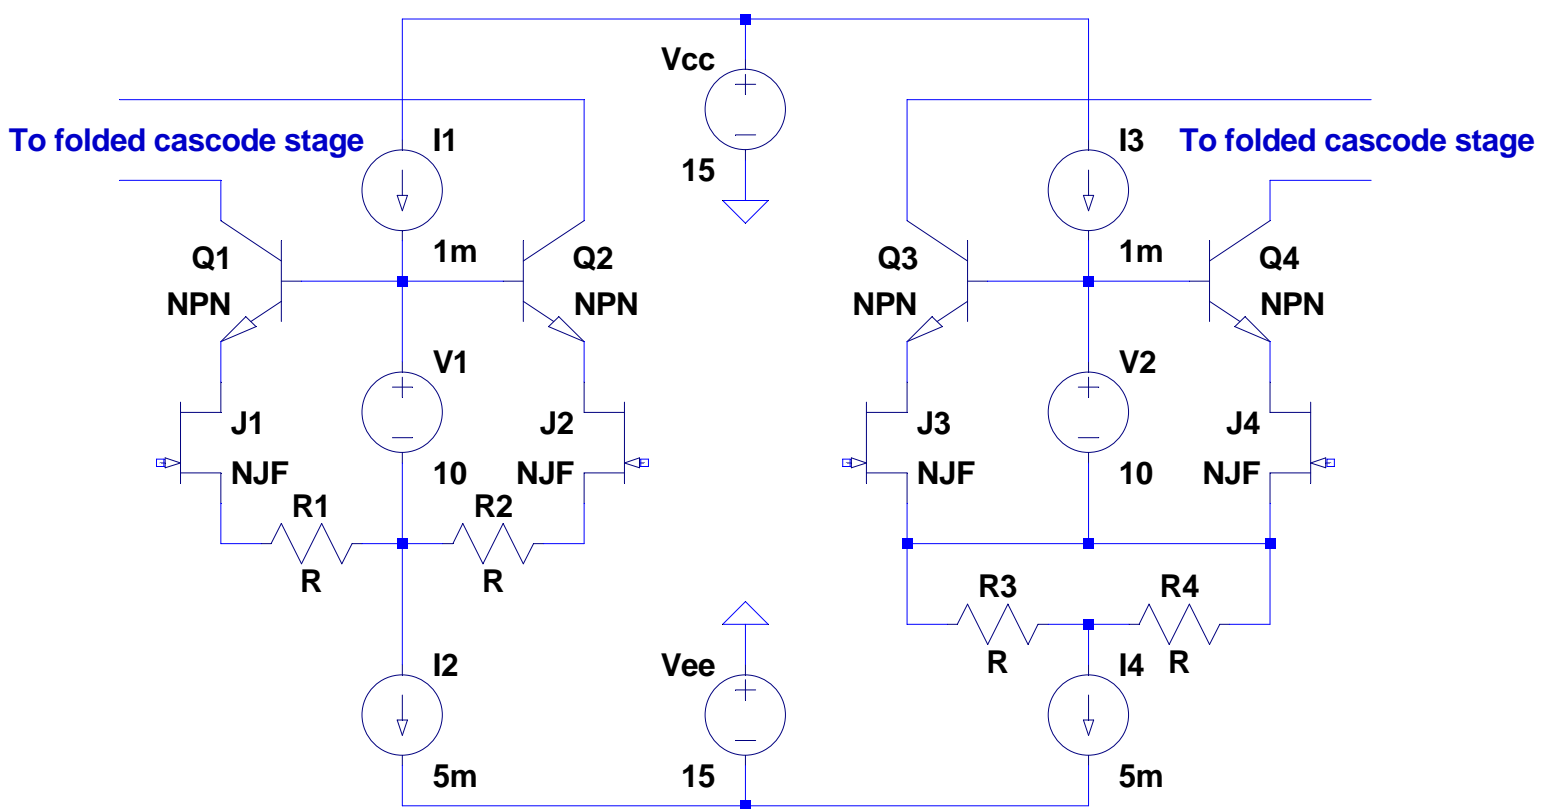 Vcc
To folded cascode stage
I1
I3
To folded cascode stage
15
Q1
1m
Q2
Q3
1m
Q4
NPN
NPN
NPN
NPN
V1
V2
J1
J2
J3
J4
NJF
10
NJF
NJF
10
NJF
R1
R2
R
R
R3
R4
I2
Vee
R
R
I4
5m
15
5m